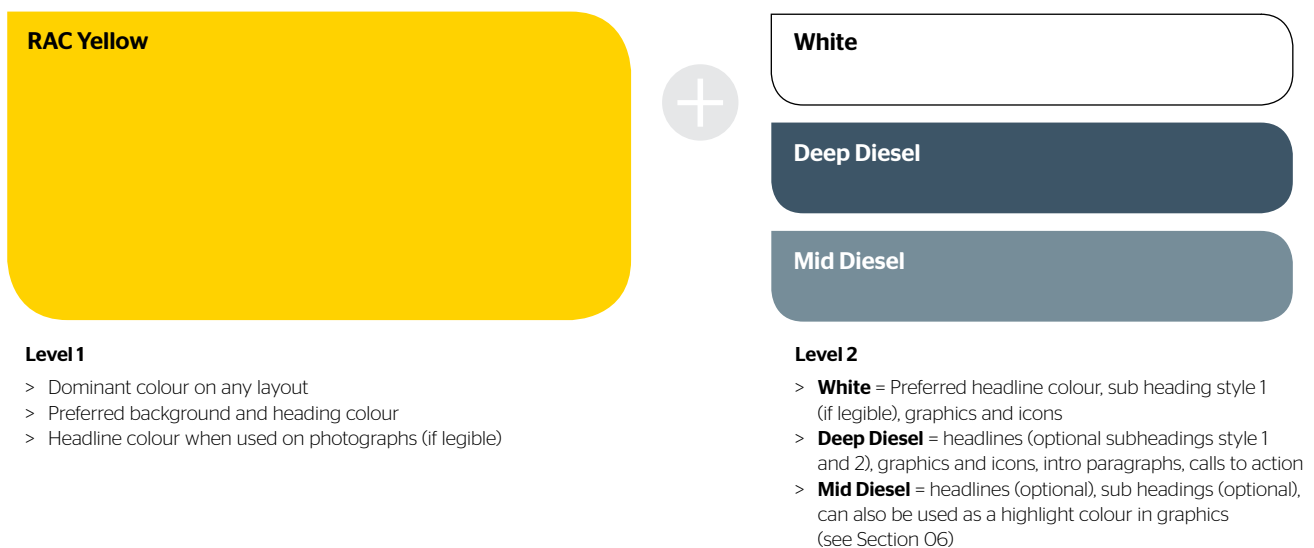 RAC Yellow
White
Deep Diesel
Mid Diesel
Level 1
> Dominant colour on any layout
> Preferred background and heading colour
> Headline colour when used on photographs (if legible)
Level 2
> White = Preferred headline colour, sub heading style 1
(if legible), graphics and icons
> Deep Diesel = headlines (optional subheadings style 1
and 2), graphics and icons, intro paragraphs, calls to action
> Mid Diesel = headlines (optional), sub headings (optional),
can also be used as a highlight colour in graphics
(see Section 06)